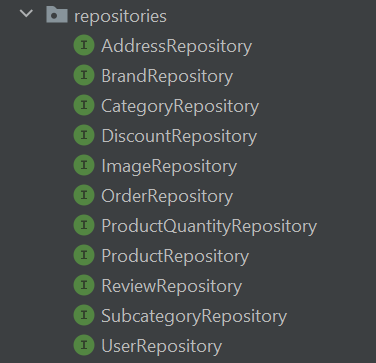 repositories
I AddressRepository
I BrandRepository
I CategoryRepository
I DiscountRepository
I ImageRepository
I OrderRepository
I ProductQuantityRepository
I ProductRepository
I ReviewRepository
I SubcategoryRepository
I UserRepository